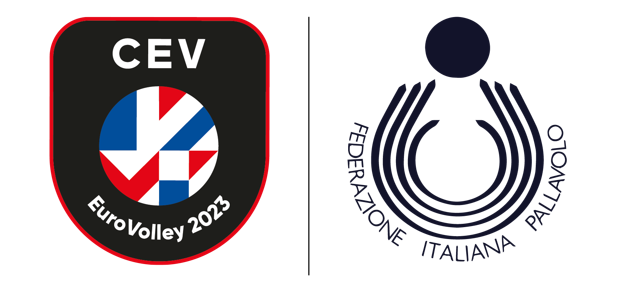 CEV
EuroVolley 2023
FEDERAZIONE ITALIANA PALLAVOLO